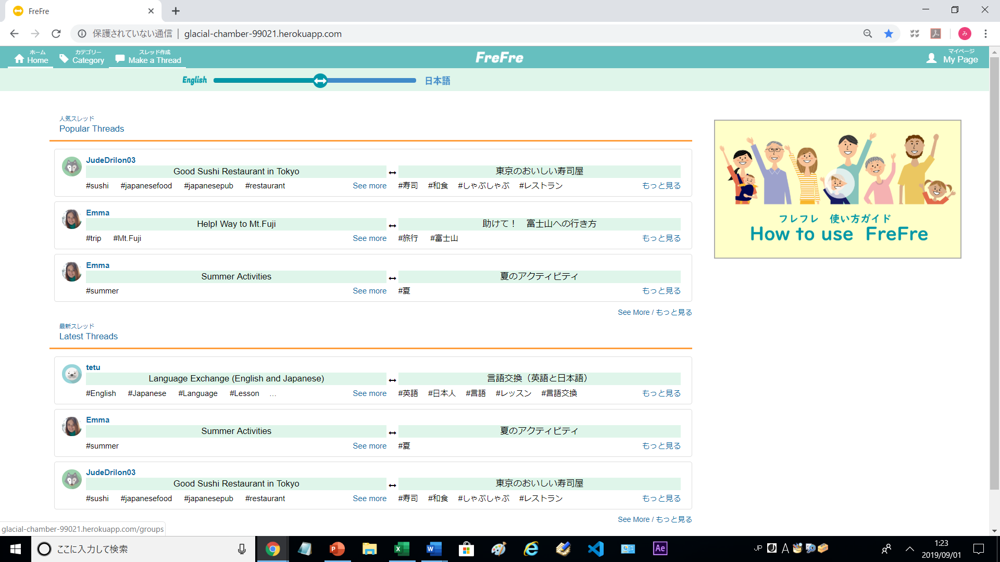 FreFre
保護されていない通信
glacial-chamber-99021.herokuapp.com
み
ホーム
Home
カテゴリー
Category
スレッド作成
Make a Thread
FreFre
マイページ
My Page
English
日本語
人気スレッド
Popular Threads
JudeDrilon03
Good Sushi Restaurant in Tokyo ↔ 東京のおいしい寿司屋
#sushi #japanesefood #japanesepub #restaurant See more #寿司 #和食 #しゃぶしゃぶ #レストラン もっと見る
Emma
Help! Way to Mt.Fuji ↔ 助けて！　富士山への行き方
#trip #Mt.Fuji See more #旅行 #富士山 もっと見る
Emma
Summer Activities ↔ 夏のアクティビティ
#summer See more #夏 もっと見る
See More / もっと見る
フレフレ　使い方ガイド
How to use FreFre
最新スレッド
Latest Threads
tetu
Language Exchange (English and Japanese) ↔ 言語交換（英語と日本語）
#English #Japanese #Language #Lesson … See more #英語 #日本人 #言語 #レッスン #言語交換 もっと見る
Emma
Summer Activities ↔ 夏のアクティビティ
#summer See more #夏 もっと見る
JudeDrilon03
Good Sushi Restaurant in Tokyo ↔ 東京のおいしい寿司屋
#sushi #japanesefood #japanesepub #restaurant See more #寿司 #和食 #しゃぶしゃぶ #レストラン もっと見る
See More / もっと見る
glacial-chamber-99021.herokuapp.com/groups
ここに入力して検索
Ae
JP
A
1:23
2019/09/01